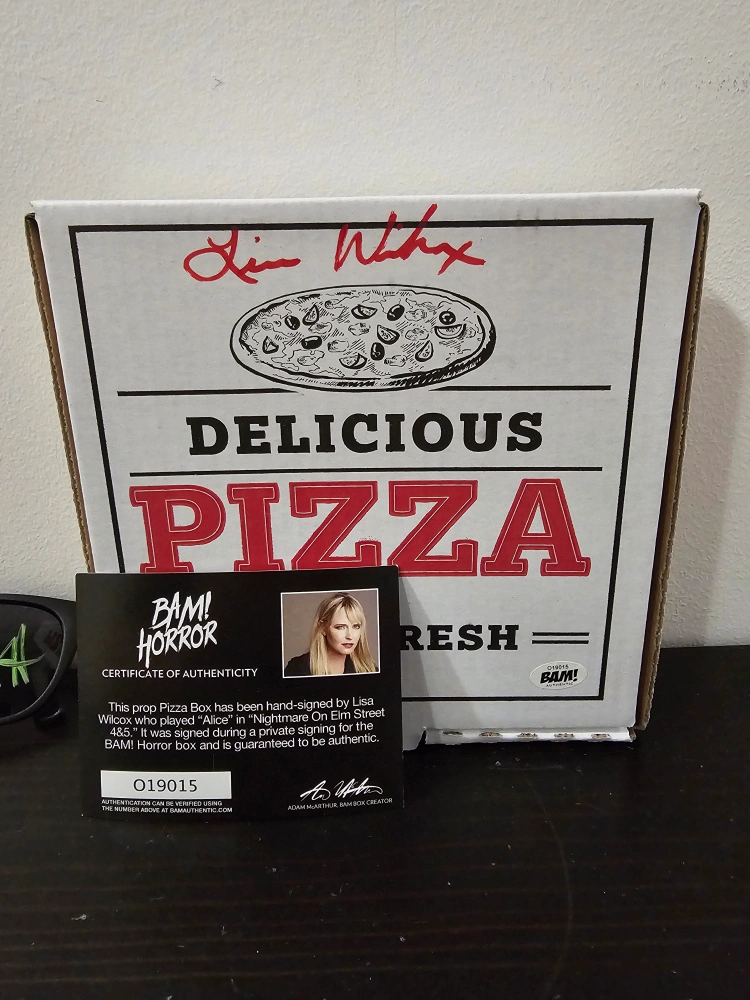 Lisa Wilcox
DELICIOUS
PIZZA
RESH
O19015
BAM!
AUTHENTIC
BAM!
HORROR
CERTIFICATE OF AUTHENTICITY
This prop Pizza Box has been hand-signed by Lisa
Wilcox who played “Alice” in “Nightmare On Elm Street
4&5.” It was signed during a private signing for the
BAM! Horror box and is guaranteed to be authentic.
O19015
AUTHENTICATION CAN BE VERIFIED USING
THE NUMBER ABOVE AT BAMAUTHENTIC.COM
ADAM McARTHUR, BAM BOX CREATOR